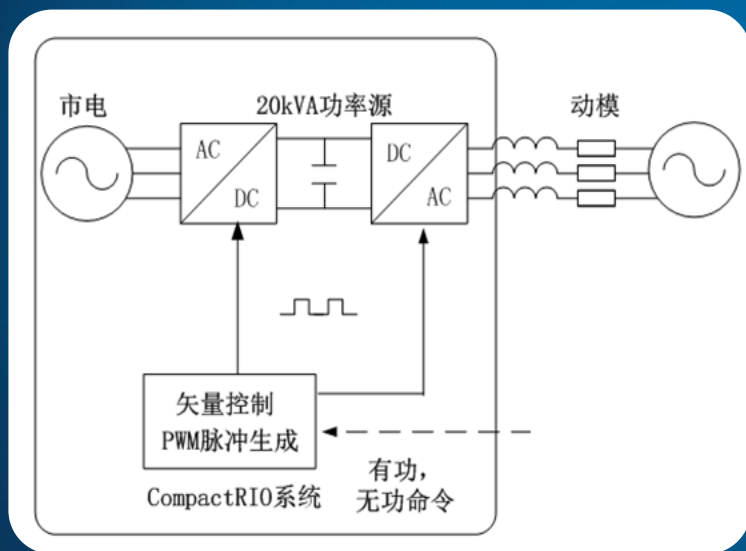 市电
20kVA功率源
动模
AC
DC
DC
AC
矢量控制
PWM脉冲生成
CompactRIO系统
有功，
无功命令